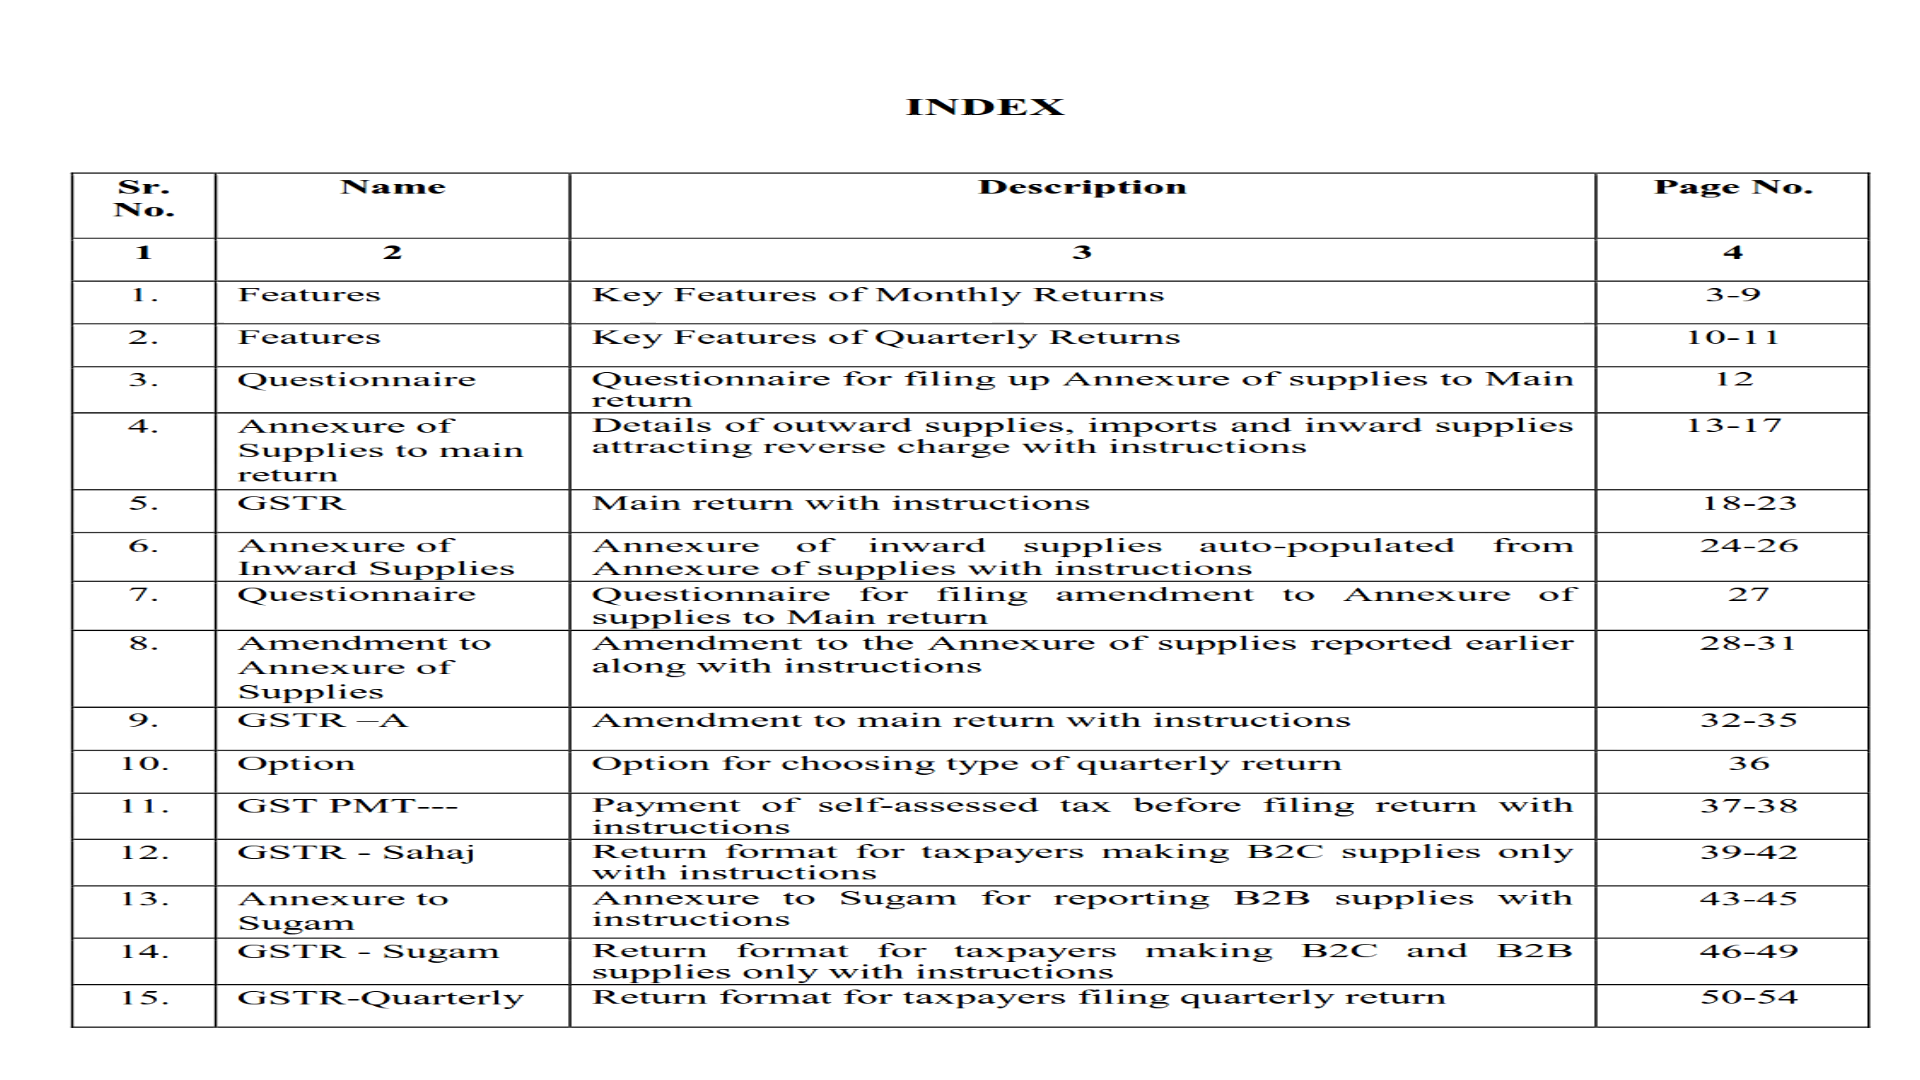 INDEX
Sr. No. Name Description Page No.
1 2 3 4
1. Features Key Features of Monthly Returns 3-9
2. Features Key Features of Quarterly Returns 10-11
3. Questionnaire Questionnaire for filing up Annexure of supplies to Main return 12
4. Annexure of Supplies to main return Details of outward supplies, imports and inward supplies attracting reverse charge with instructions 13-17
5. GSTR Main return with instructions 18-23
6. Annexure of Inward Supplies Annexure of inward supplies auto-populated from Annexure of supplies with instructions 24-26
7. Questionnaire Questionnaire for filing amendment to Annexure of supplies to Main return 27
8. Amendment to Annexure of Supplies Amendment to the Annexure of supplies reported earlier along with instructions 28-31
9. GSTR –A Amendment to main return with instructions 32-35
10. Option Option for choosing type of quarterly return 36
11. GST PMT--- Payment of self-assessed tax before filing return with instructions 37-38
12. GSTR - Sahaj Return format for taxpayers making B2C supplies only with instructions 39-42
13. Annexure to Sugam Annexure to Sugam for reporting B2B supplies with instructions 43-45
14. GSTR - Sugam Return format for taxpayers making B2C and B2B supplies only with instructions 46-49
15. GSTR-Quarterly Return format for taxpayers filing quarterly return 50-54